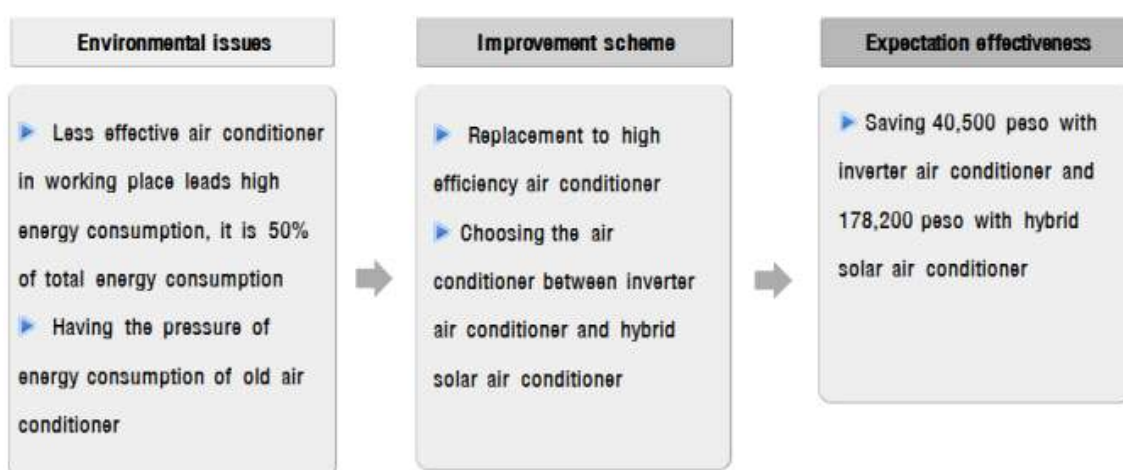 Environmental issues
Less effective air conditioner
in working place leads high
energy consumption, it is 50%
of total energy consumption
Having the pressure of
energy consumption of old air
conditioner
Improvement scheme
Replacement to high
efficiency air conditioner
Choosing the air
conditioner between inverter
air conditioner and hybrid
solar air conditioner
Expectation effectiveness
Saving 40,500 peso with
inverter air conditioner and
178,200 peso with hybrid
solar air conditioner